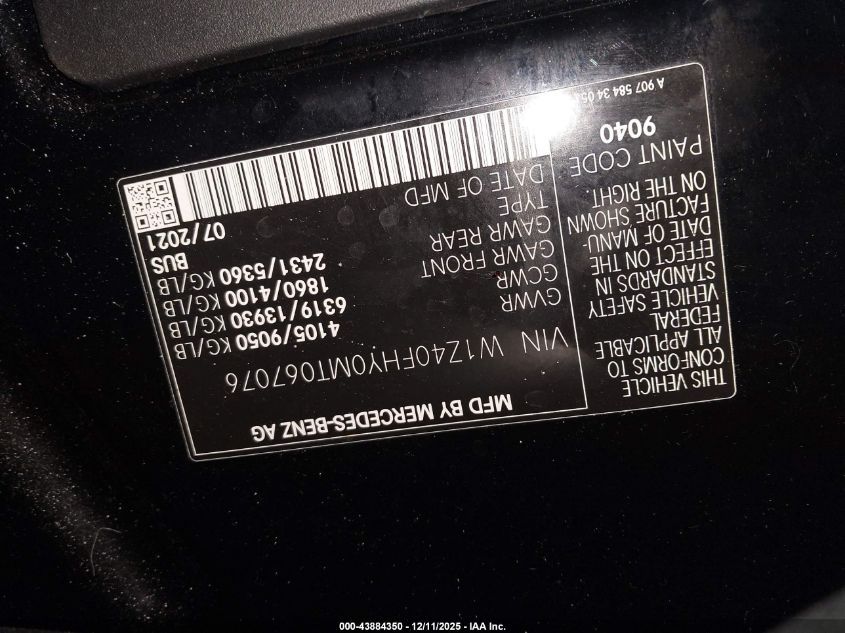 MFD BY MERCEDES-BENZ AG
VIN W1Z40FHY0MT067076
GVWR 4105/9050 KG/LB
GCWR 6319/13930 KG/LB
GAWR FRONT 1860/4100 KG/LB
GAWR REAR 2431/5360 KG/LB
TYPE BUS
DATE OF MFD 07/2021
THIS VEHICLE
CONFORMS TO
ALL APPLICABLE
FEDERAL
VEHICLE SAFETY
STANDARDS IN
EFFECT ON THE
DATE OF MANU-
FACTURE SHOWN
ON THE RIGHT.
PAINT CODE
9040
A 907 584 34 05
000-43884350 - 12/11/2025 - IAA Inc.